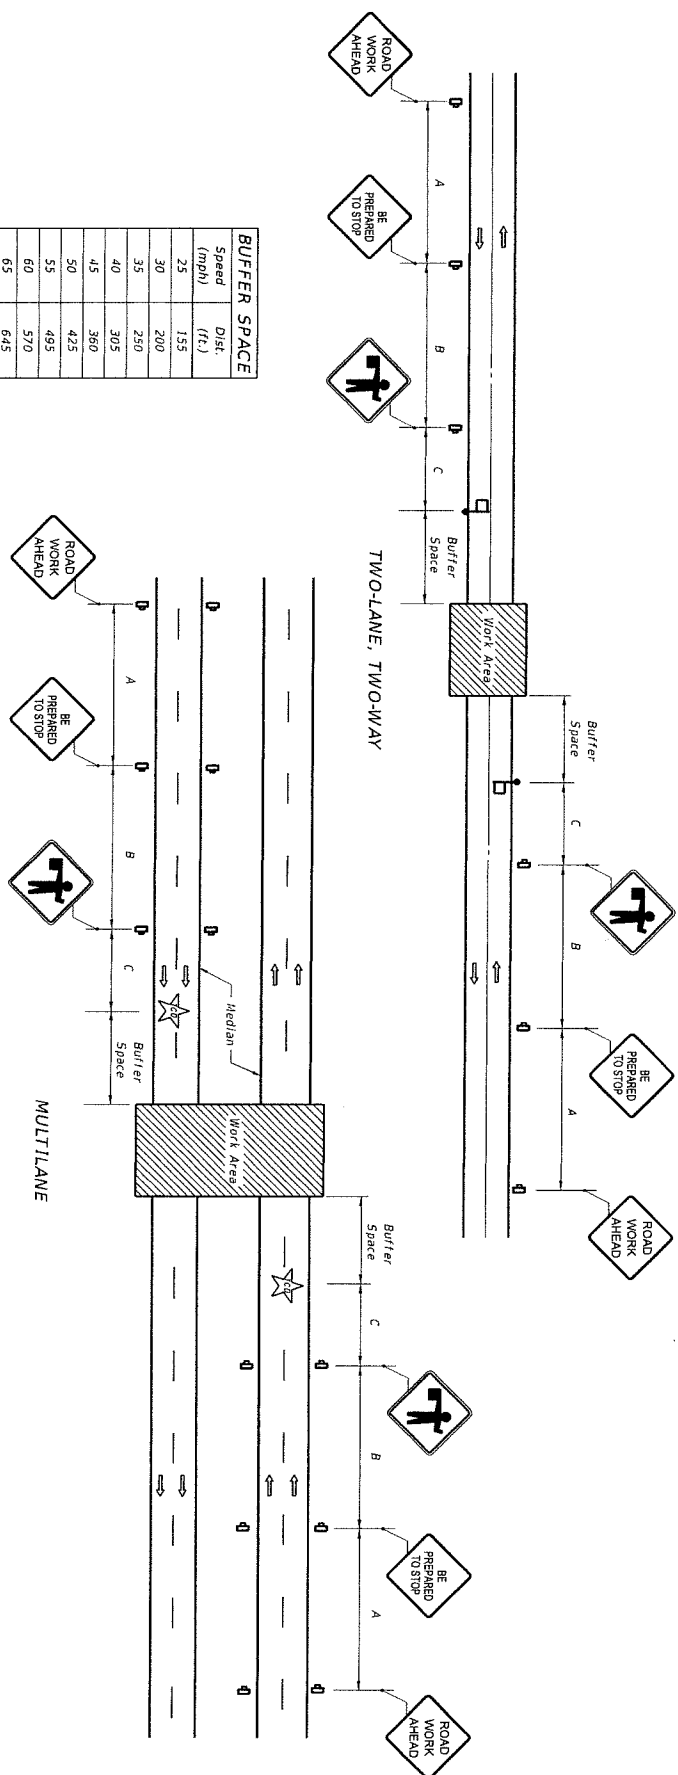 ROAD
WORK
AHEAD
A
BE
PREPARED
TO STOP
B
C
Buffer
Space
Work Area
Buffer
Space
C
B
BE
PREPARED
TO STOP
A
ROAD
WORK
AHEAD
TWO-LANE, TWO-WAY
BUFFER SPACE
Speed
(mph)
Dist.
(ft.)
25 155
30 200
35 250
40 305
45 360
50 425
55 495
60 570
65 645
ROAD
WORK
AHEAD
A
BE
PREPARED
TO STOP
B
C
Median
Buffer
Space
Work Area
Buffer
Space
C
B
BE
PREPARED
TO STOP
A
ROAD
WORK
AHEAD
MULTILANE